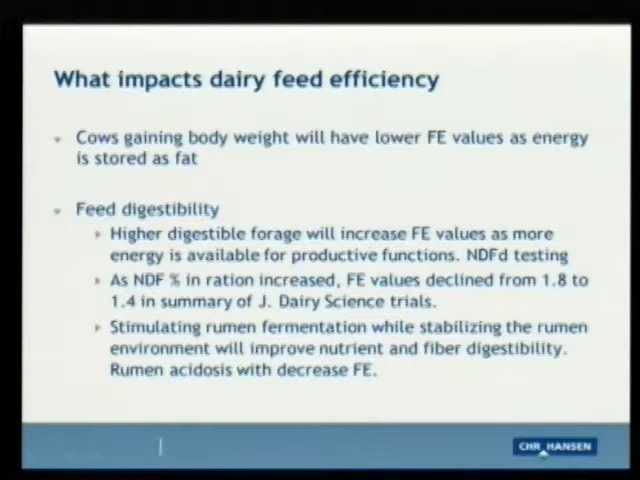 What impacts dairy feed efficiency
Cows gaining body weight will have lower FE values as energy
is stored as fat
Feed digestibility
Higher digestible forage will increase FE values as more
energy is available for productive functions. NDFd testing
As NDF % in ration increased, FE values declined from 1.8 to
1.4 in summary of J. Dairy Science trials.
Stimulating rumen fermentation while stabilizing the rumen
environment will improve nutrient and fiber digestibility.
Rumen acidosis with decrease FE.
CHR HANSEN